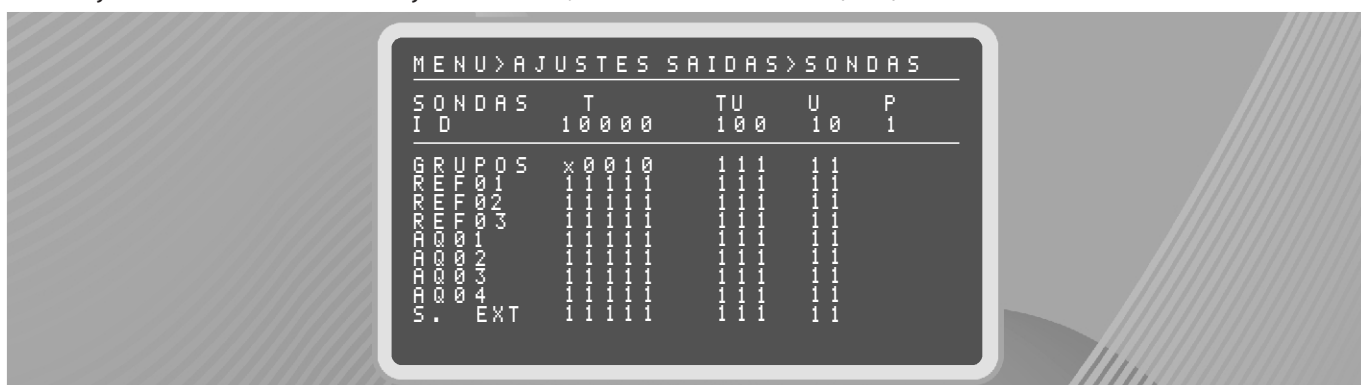 MENU>AJUSTES SAIDAS>SONDAS
SONDAS T TU U P
ID 10000 100 10 1
GRUPOS x0010 111 11
REF01 11111 111 11
REF02 11111 111 11
REF03 11111 111 11
AQ01 11111 111 11
AQ02 11111 111 11
AQ03 11111 111 11
AQ04 11111 111 11
S. EXT 11111 111 11